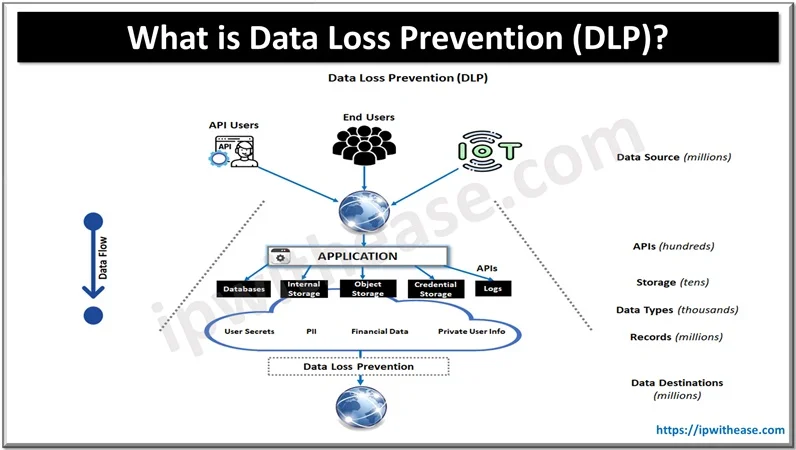 What is Data Loss Prevention (DLP)?
Data Loss Prevention (DLP)
API Users
End Users
API
IOT
Data Source (millions)
Data Flow
APPLICATION
APIs (hundreds)
APIs
Databases
Internal
Storage
Object
Storage
Credential
Storage
Logs
Storage (tens)
Data Types (thousands)
User Secrets
PII
Financial Data
Private User Info
Records (millions)
Data Loss Prevention
Data Destinations
(millions)
ipwithease.com
https://ipwithease.com